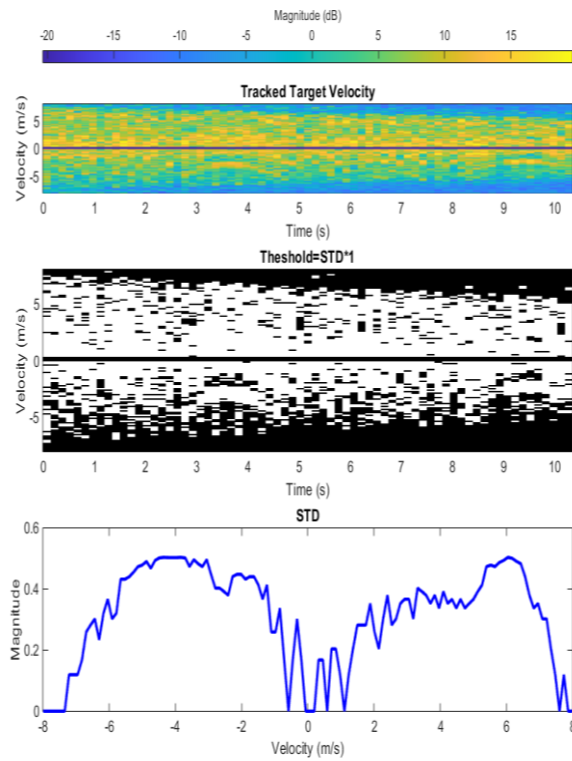 Magnitude (dB)
-20 -15 -10 -5 0 5 10 15
Tracked Target Velocity
Velocity (m/s)
5
0
-5
0 1 2 3 4 5 6 7 8 9 10
Time (s)
Theshold=STD*1
Velocity (m/s)
5
0
-5
0 1 2 3 4 5 6 7 8 9 10
Time (s)
STD
Magnitude
0.6
0.4
0.2
0
-8 -6 -4 -2 0 2 4 6 8
Velocity (m/s)